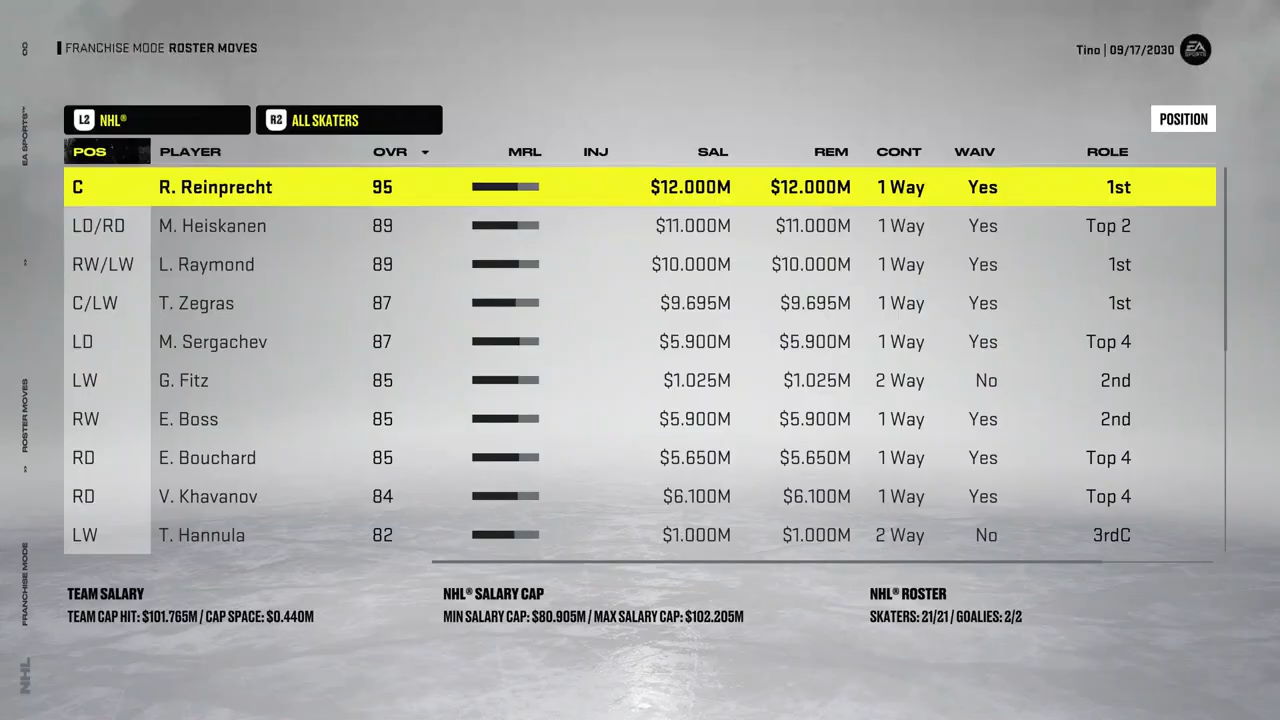 FRANCHISE MODE ROSTER MOVES
Tino | 09/17/2030
EA SPORTS
L2 NHL®
R2 ALL SKATERS
POSITION
POS PLAYER OVR MRL INJ SAL REM CONT WAIV ROLE
C R. Reinprecht 95 $12.000M $12.000M 1 Way Yes 1st
LD/RD M. Heiskanen 89 $11.000M $11.000M 1 Way Yes Top 2
RW/LW L. Raymond 89 $10.000M $10.000M 1 Way Yes 1st
C/LW T. Zegras 87 $9.695M $9.695M 1 Way Yes 1st
LD M. Sergachev 87 $5.900M $5.900M 1 Way Yes Top 4
LW G. Fitz 85 $1.025M $1.025M 2 Way No 2nd
RW E. Boss 85 $5.900M $5.900M 1 Way Yes 2nd
RD E. Bouchard 85 $5.650M $5.650M 1 Way Yes Top 4
RD V. Khavanov 84 $6.100M $6.100M 1 Way Yes Top 4
LW T. Hannula 82 $1.000M $1.000M 2 Way No 3rdC
TEAM SALARY
TEAM CAP HIT: $101.765M / CAP SPACE: $0.440M
NHL® SALARY CAP
MIN SALARY CAP: $80.905M / MAX SALARY CAP: $102.205M
NHL® ROSTER
SKATERS: 21/21 / GOALIES: 2/2
NHL FRANCHISE MODE » ROSTER MOVES » EA SPORTS™